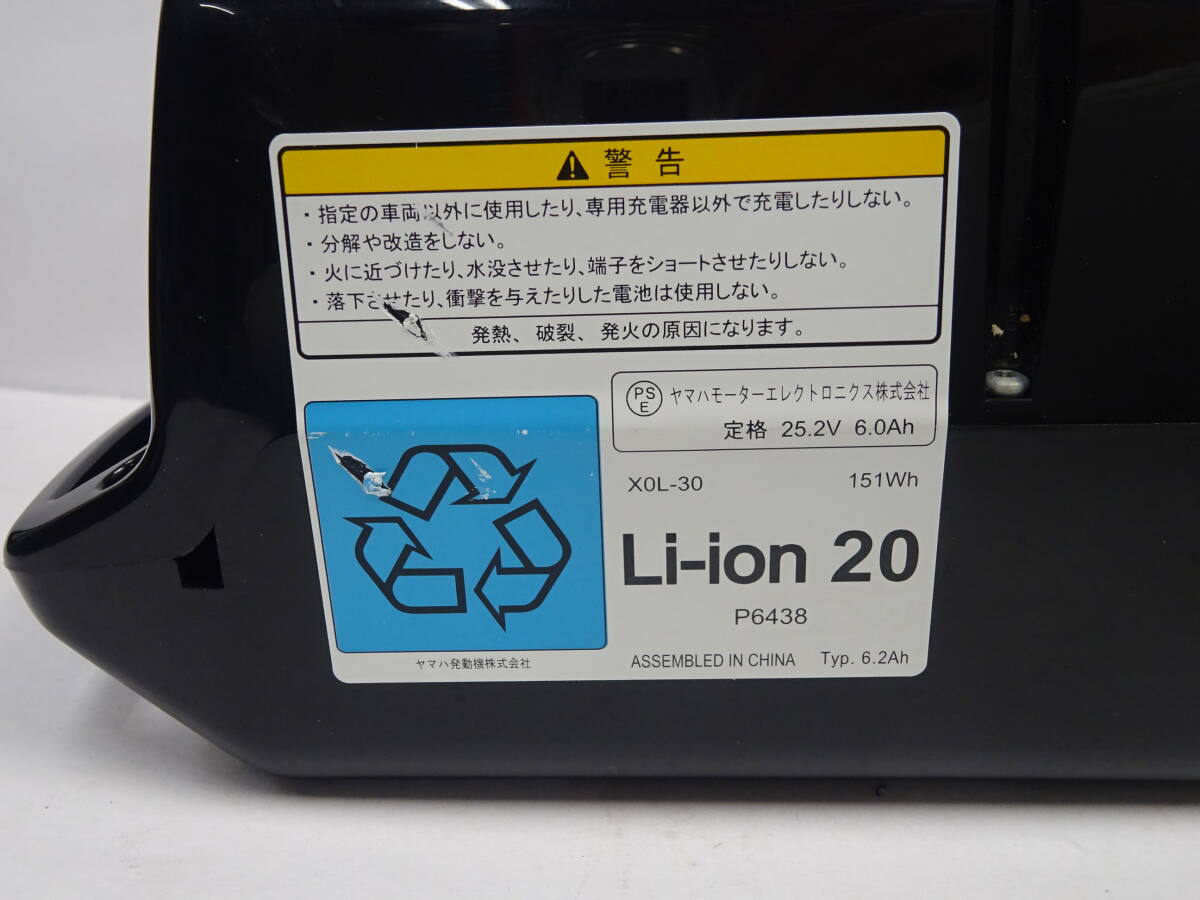 ⚠ 警告
・指定の車両以外に使用したり、専用充電器以外で充電したりしない。
・分解や改造をしない。
・火に近づけたり、水没させたり、端子をショートさせたりしない。
・落下させたり、衝撃を与えたりした電池は使用しない。
発熱、破裂、発火の原因になります。
PSE ヤマハモーターエレクトロニクス株式会社
定格 25.2V 6.0Ah
X0L-30 151Wh
Li-ion 20
P6438
ヤマハ発動機株式会社
ASSEMBLED IN CHINA Typ. 6.2Ah